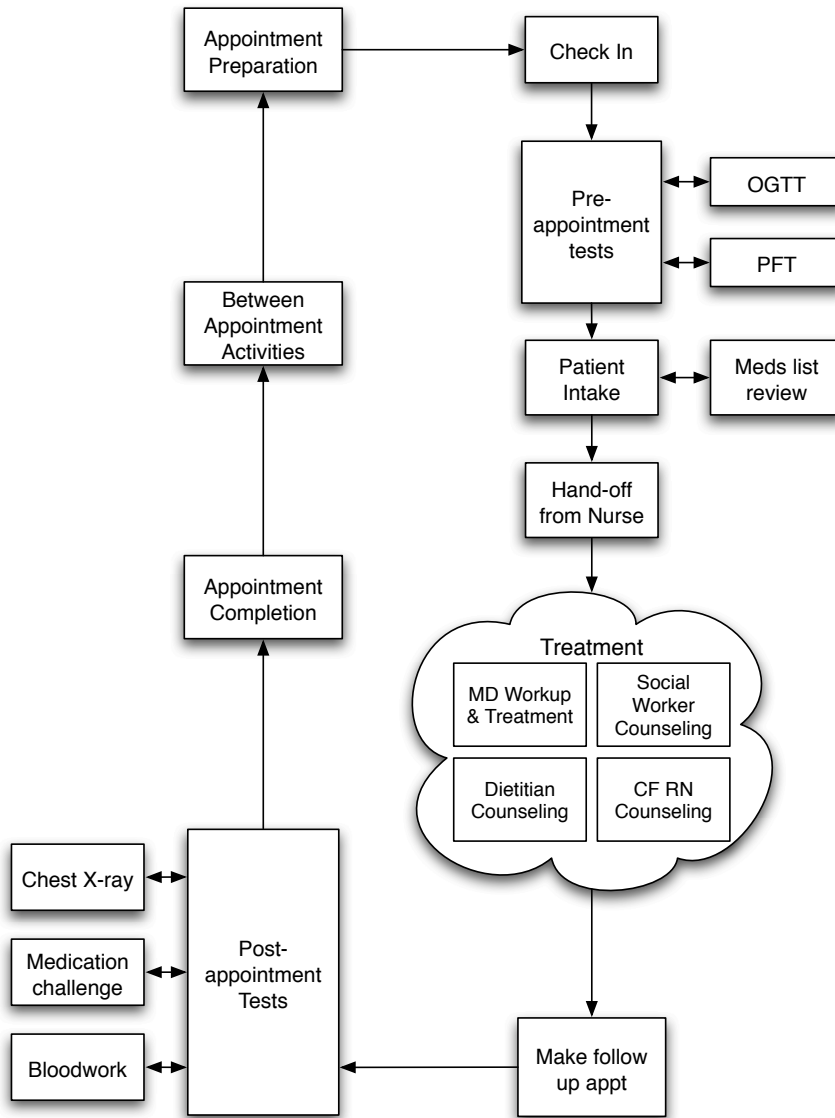 Appointment
Preparation
Check In
Pre-
appointment
tests
OGTT
PFT
Between
Appointment
Activities
Patient
Intake
Meds list
review
Hand-off
from Nurse
Appointment
Completion
Treatment
MD Workup
& Treatment
Social
Worker
Counseling
Dietitian
Counseling
CF RN
Counseling
Chest X-ray
Medication
challenge
Bloodwork
Post-
appointment
Tests
Make follow
up appt